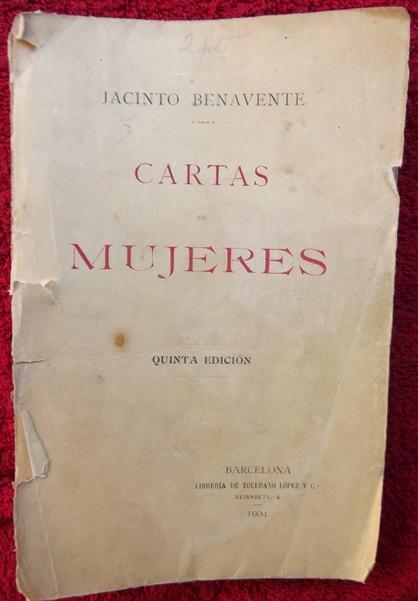 JACINTO BENAVENTE
CARTAS
DE
MUJERES
QUINTA EDICIÓN
BARCELONA
LIBRERÍA DE TOLEDANO LÓPEZ Y C.ª
ELISABETS, 4
1904